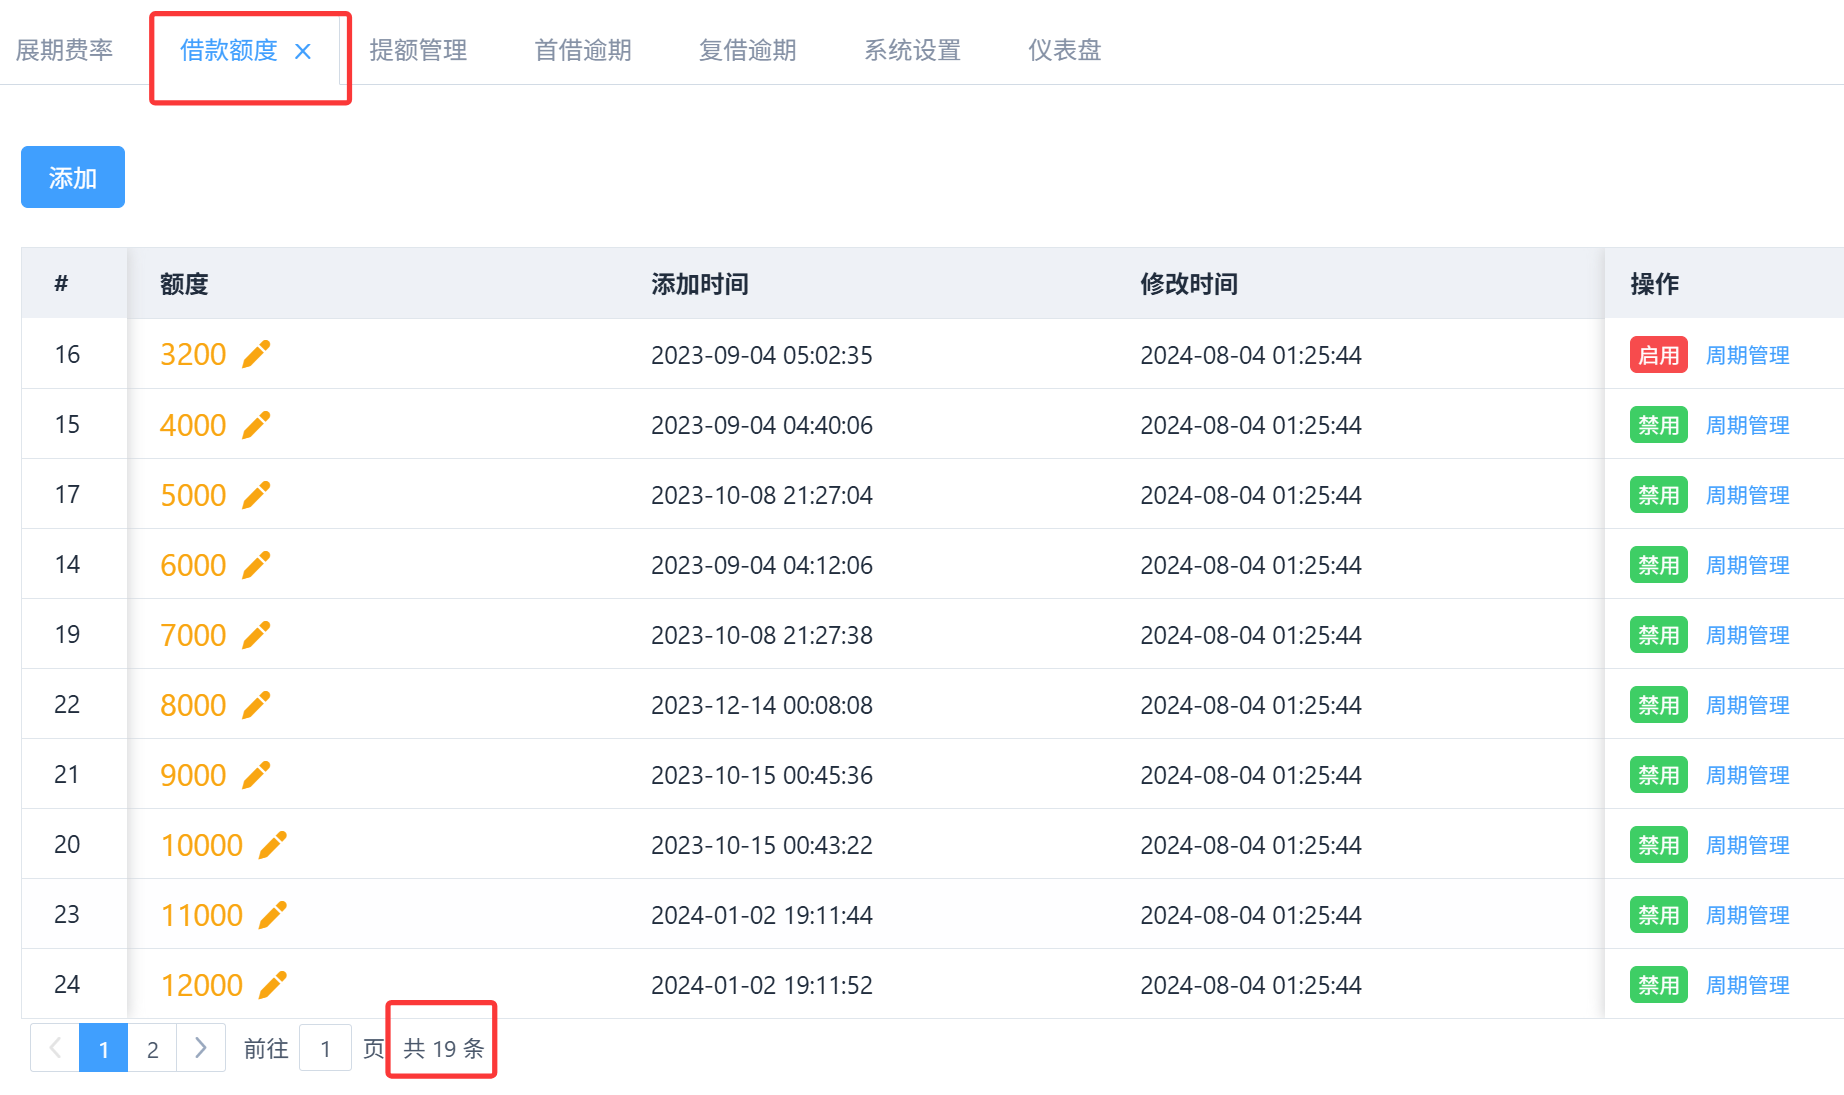 展期费率 借款额度 提额管理 首借逾期 复借逾期 系统设置 仪表盘
添加
# 额度 添加时间 修改时间 操作
16 3200 2023-09-04 05:02:35 2024-08-04 01:25:44 启用 周期管理
15 4000 2023-09-04 04:40:06 2024-08-04 01:25:44 禁用 周期管理
17 5000 2023-10-08 21:27:04 2024-08-04 01:25:44 禁用 周期管理
14 6000 2023-09-04 04:12:06 2024-08-04 01:25:44 禁用 周期管理
19 7000 2023-10-08 21:27:38 2024-08-04 01:25:44 禁用 周期管理
22 8000 2023-12-14 00:08:08 2024-08-04 01:25:44 禁用 周期管理
21 9000 2023-10-15 00:45:36 2024-08-04 01:25:44 禁用 周期管理
20 10000 2023-10-15 00:43:22 2024-08-04 01:25:44 禁用 周期管理
23 11000 2024-01-02 19:11:44 2024-08-04 01:25:44 禁用 周期管理
24 12000 2024-01-02 19:11:52 2024-08-04 01:25:44 禁用 周期管理
1 2 前往 1 页 共 19 条